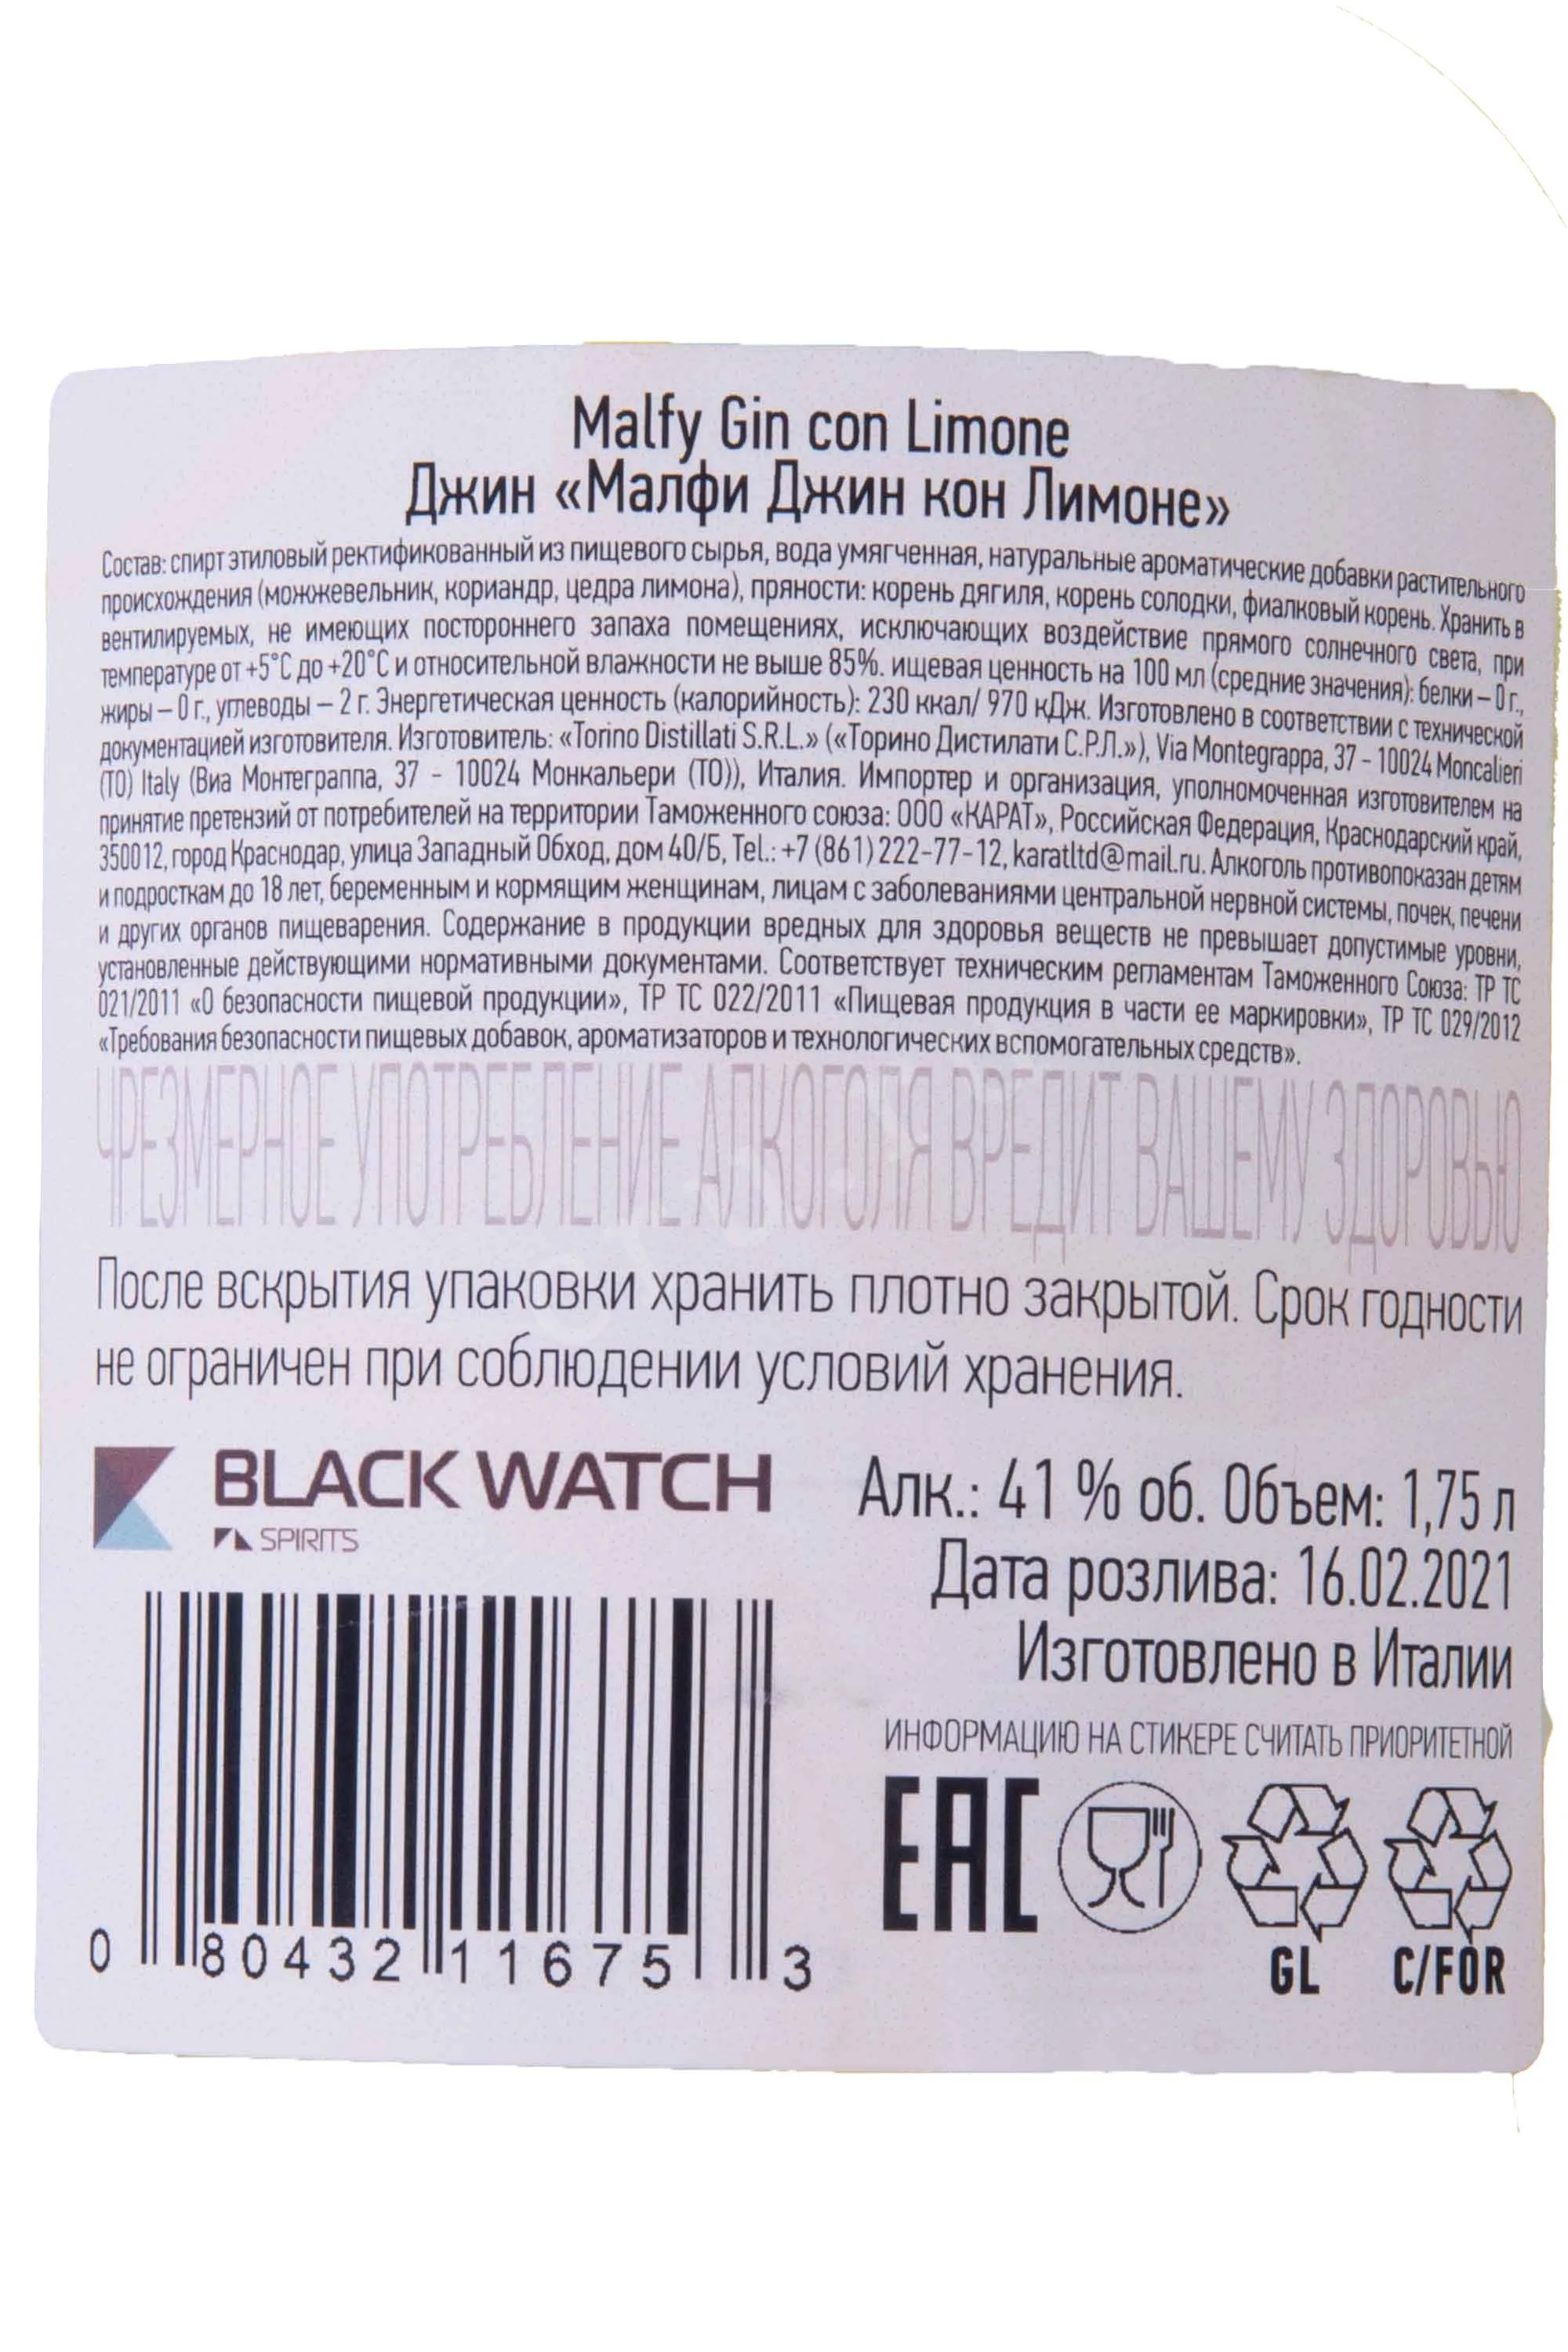 Malfy Gin con Limone
Джин «Малфи Джин кон Лимоне»
Состав: спирт этиловый ректификованный из пищевого сырья, вода умягченная, натуральные ароматические добавки растительного
происхождения (можжевельник, кориандр, цедра лимона), пряности: корень дягиля, корень солодки, фиалковый корень. Хранить в
вентилируемых, не имеющих постороннего запаха помещениях, исключающих воздействие прямого солнечного света, при
температуре от +5°С до +20°С и относительной влажности не выше 85%. ищевая ценность на 100 мл (средние значения): белки – 0 г.,
жиры – 0 г., углеводы – 2 г. Энергетическая ценность (калорийность): 230 ккал/ 970 кДж. Изготовлено в соответствии с технической
документацией изготовителя. Изготовитель: «Torino Distillati S.R.L.» («Торино Дистилати С.Р.Л.»), Via Montegrappa, 37 - 10024 Moncalieri
(TO) Italy (Виа Монтеграппа, 37 - 10024 Монкальери (ТО)), Италия. Импортер и организация, уполномоченная изготовителем на
принятие претензий от потребителей на территории Таможенного союза: ООО «КАРАТ», Российская Федерация, Краснодарский край,
350012, город Краснодар, улица Западный Обход, дом 40/Б, Tel.: +7 (861) 222-77-12, karatltd@mail.ru. Алкоголь противопоказан детям
и подросткам до 18 лет, беременным и кормящим женщинам, лицам с заболеваниями центральной нервной системы, почек, печени
и других органов пищеварения. Содержание в продукции вредных для здоровья веществ не превышает допустимые уровни,
установленные действующими нормативными документами. Соответствует техническим регламентам Таможенного Союза: ТР ТС
021/2011 «О безопасности пищевой продукции», ТР ТС 022/2011 «Пищевая продукция в части ее маркировки», ТР ТС 029/2012
«Требования безопасности пищевых добавок, ароматизаторов и технологических вспомогательных средств».
ЧРЕЗМЕРНОЕ УПОТРЕБЛЕНИЕ АЛКОГОЛЯ ВРЕДИТ ВАШЕМУ ЗДОРОВЬЮ
После вскрытия упаковки хранить плотно закрытой. Срок годности
не ограничен при соблюдении условий хранения.
BLACK WATCH
SPIRITS
Алк.: 41 % об. Объем: 1,75 л
Дата розлива: 16.02.2021
Изготовлено в Италии
ИНФОРМАЦИЮ НА СТИКЕРЕ СЧИТАТЬ ПРИОРИТЕТНОЙ
EAC
GL C/FOR
0 80432 11675 3